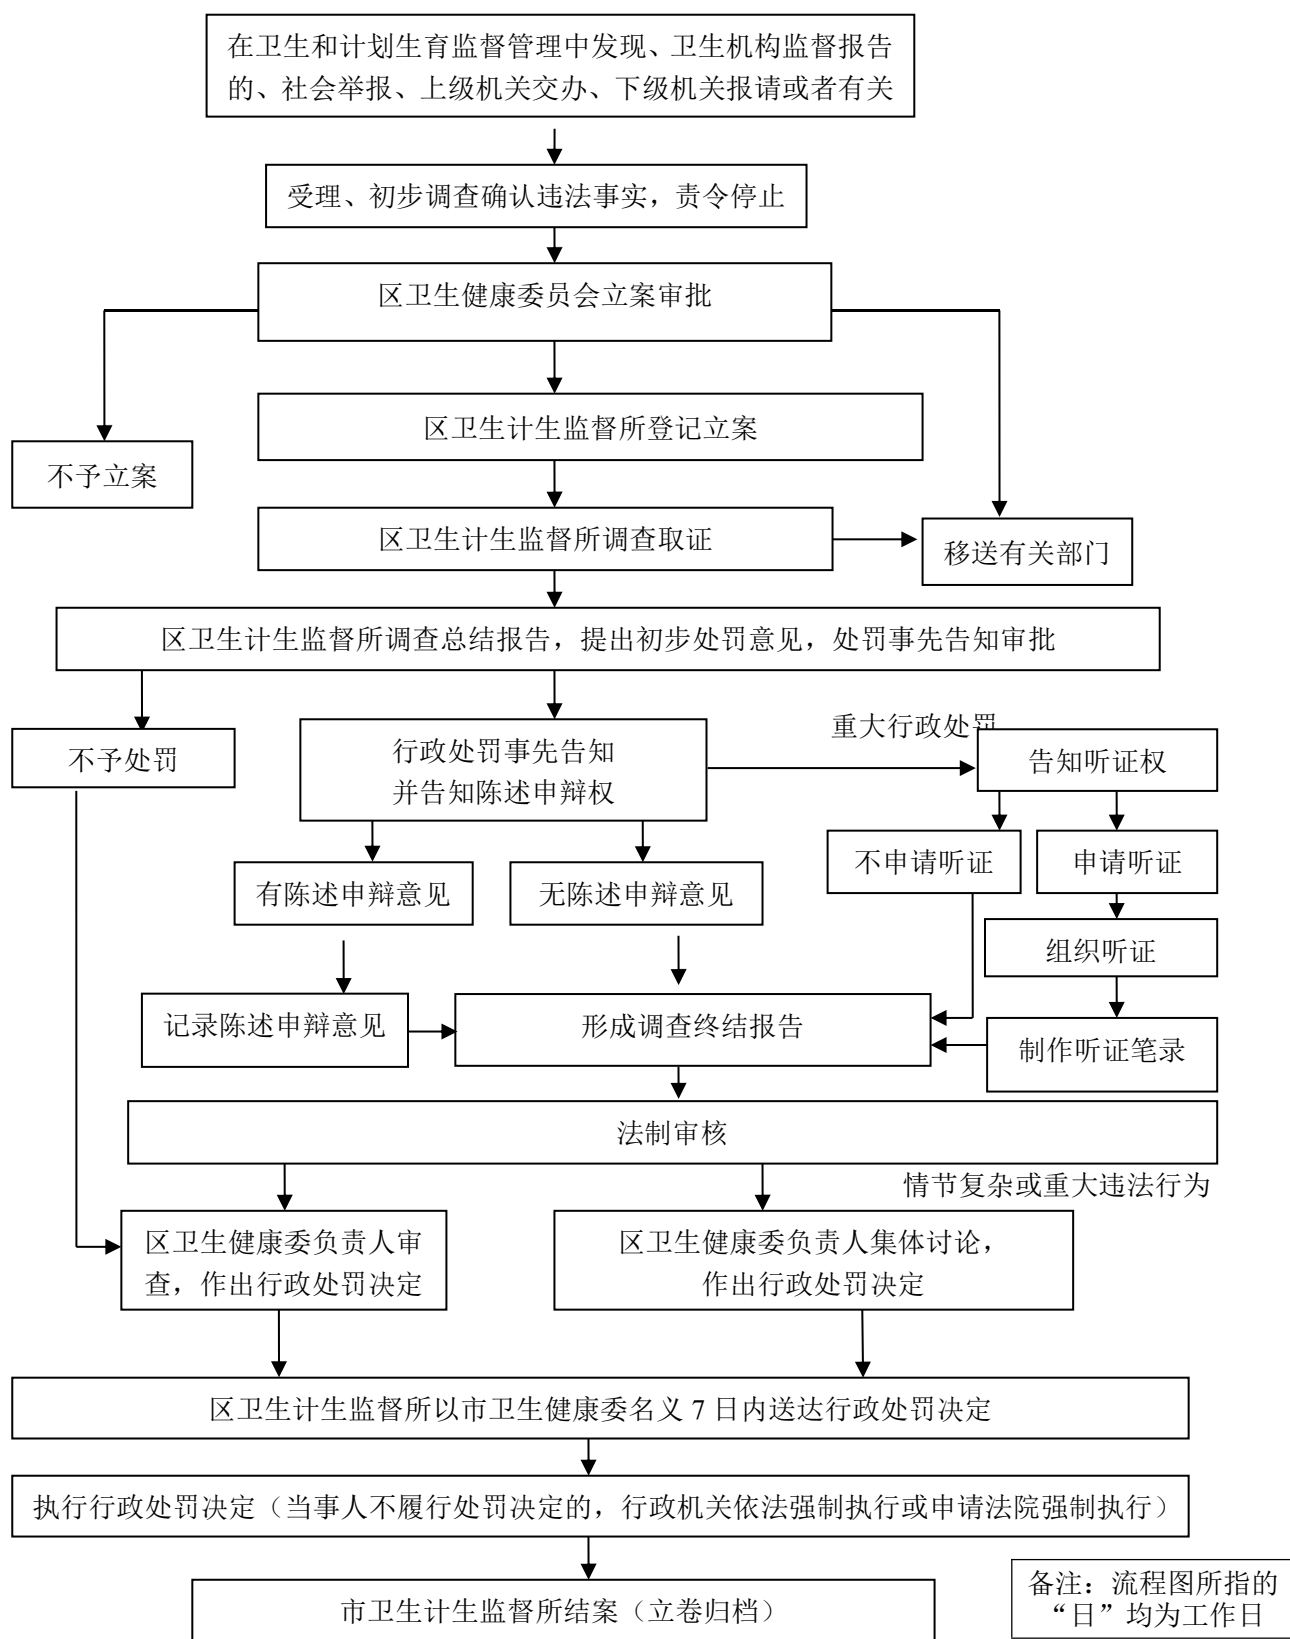 在卫生和计划生育监督管理中发现、卫生机构监督报告
的、社会举报、上级机关交办、下级机关报请或者有关
受理、初步调查确认违法事实，责令停止
区卫生健康委员会立案审批
区卫生计生监督所登记立案
不予立案
区卫生计生监督所调查取证
移送有关部门
区卫生计生监督所调查总结报告，提出初步处罚意见，处罚事先告知审批
重大行政处罚
不予处罚
行政处罚事先告知
并告知陈述申辩权
告知听证权
不申请听证
申请听证
有陈述申辩意见
无陈述申辩意见
组织听证
记录陈述申辩意见
形成调查终结报告
制作听证笔录
法制审核
情节复杂或重大违法行为
区卫生健康委负责人审
查，作出行政处罚决定
区卫生健康委负责人集体讨论，
作出行政处罚决定
区卫生计生监督所以市卫生健康委名义 7 日内送达行政处罚决定
执行行政处罚决定（当事人不履行处罚决定的，行政机关依法强制执行或申请法院强制执行）
市卫生计生监督所结案（立卷归档）
备注：流程图所指的
“日”均为工作日